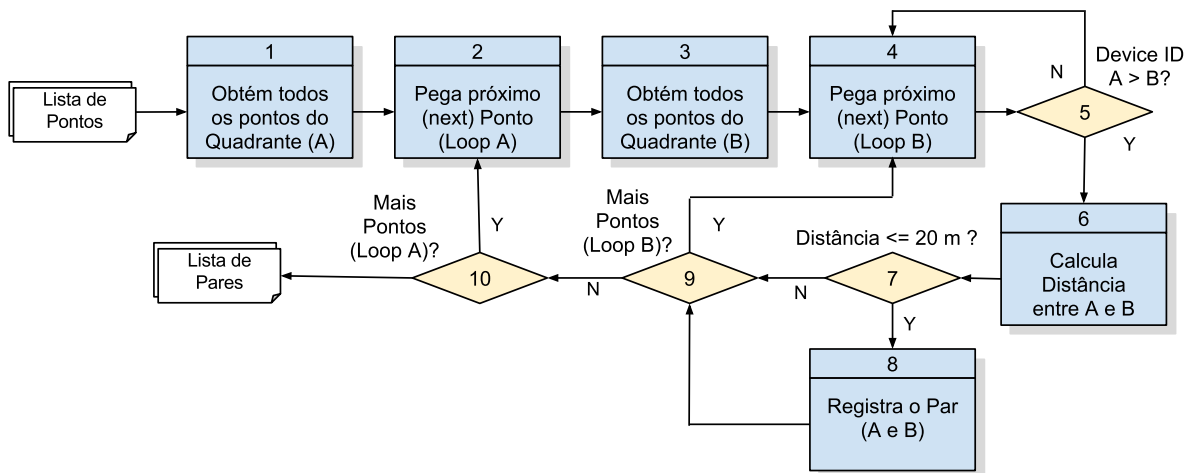 Lista de
Pontos
1
Obtém todos
os pontos do
Quadrante (A)
2
Pega próximo
(next) Ponto
(Loop A)
3
Obtém todos
os pontos do
Quadrante (B)
4
Pega próximo
(next) Ponto
(Loop B)
Device ID
A > B?
N
5
Y
6
Calcula
Distância
entre A e B
Distância <= 20 m ?
7
N
Y
8
Registra o Par
(A e B)
Mais
Pontos
(Loop B)?
Y
9
N
Mais
Pontos
(Loop A)?
Y
10
Lista de
Pares